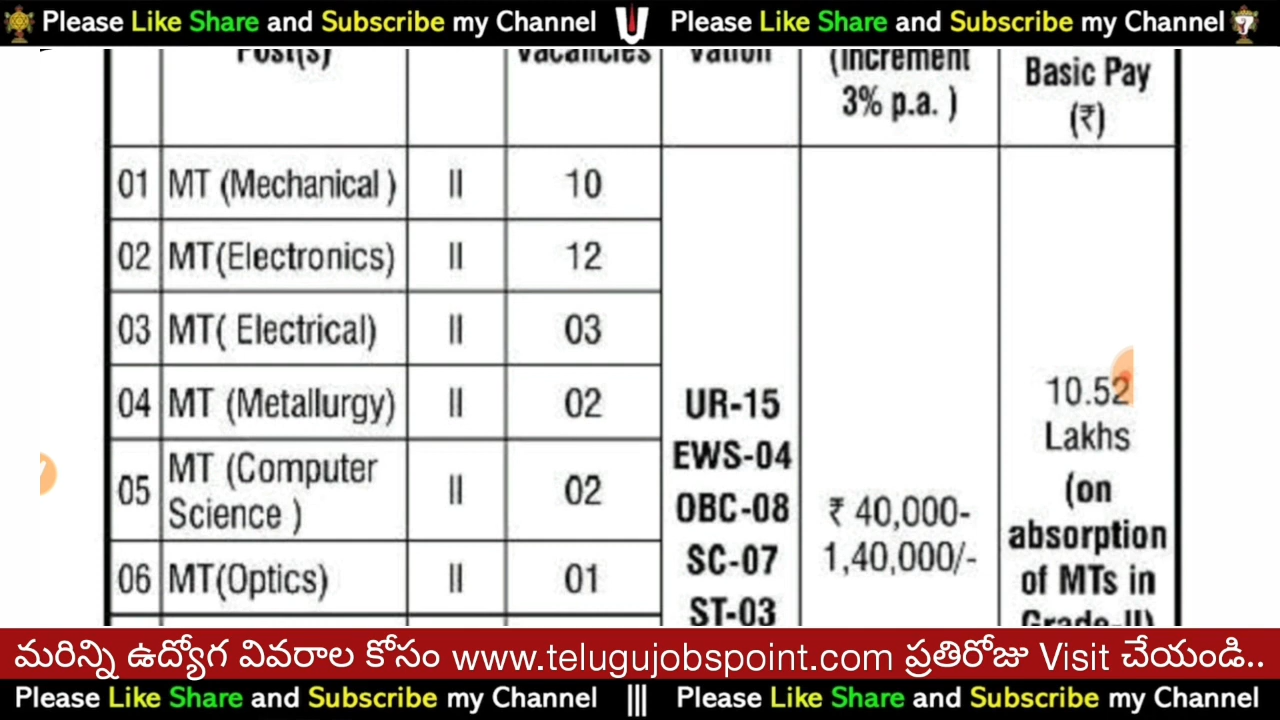 Please Like Share and Subscribe my Channel Please Like Share and Subscribe my Channel
Post(s) Vacancies vation (Increment 3% p.a. ) Basic Pay (₹)
01 MT (Mechanical ) II 10
02 MT(Electronics) II 12
03 MT( Electrical) II 03
04 MT (Metallurgy) II 02
05 MT (Computer Science ) II 02
06 MT(Optics) II 01
UR-15
EWS-04
OBC-08
SC-07
ST-03
₹ 40,000-
1,40,000/-
10.52
Lakhs
(on
absorption
of MTs in
Grade-II)
మరిన్ని ఉద్యోగ వివరాల కోసం www.telugujobspoint.com ప్రతిరోజు Visit చేయండి..
Please Like Share and Subscribe my Channel ||| Please Like Share and Subscribe my Channel